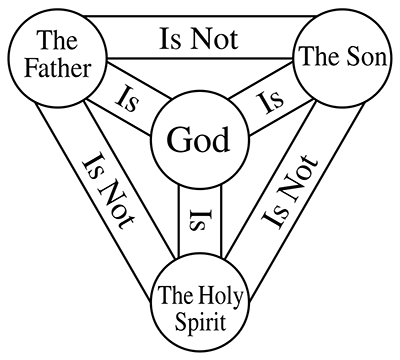 The
Father
Is Not
The Son
Is
Is
God
Is Not
Is
Is Not
The Holy
Spirit